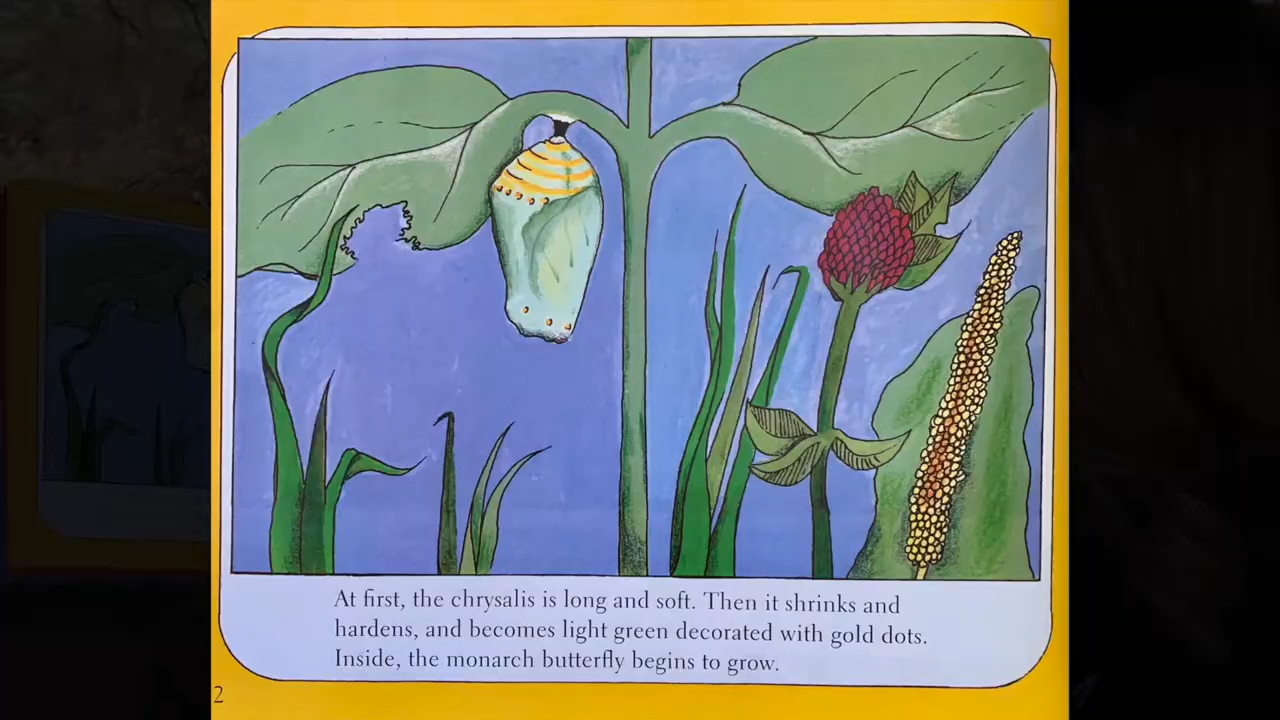 At first, the chrysalis is long and soft. Then it shrinks and
hardens, and becomes light green decorated with gold dots.
Inside, the monarch butterfly begins to grow.
2